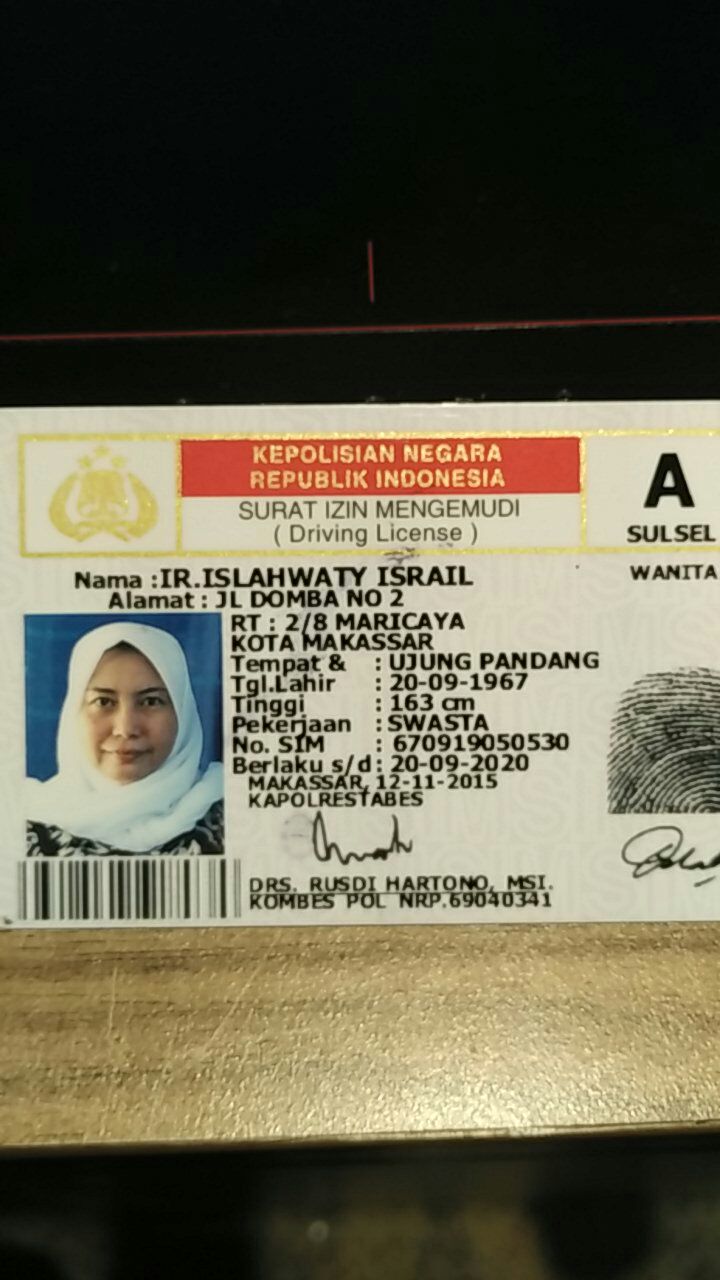 KEPOLISIAN NEGARA
REPUBLIK INDONESIA
SURAT IZIN MENGEMUDI
( Driving License )
A
SULSEL
WANITA
Nama :IR.ISLAHWATY ISRAIL
Alamat : JL DOMBA NO 2
RT : 2/8 MARICAYA
KOTA MAKASSAR
Tempat & : UJUNG PANDANG
Tgl.Lahir : 20-09-1967
Tinggi : 163 cm
Pekerjaan : SWASTA
No. SIM : 670919050530
Berlaku s/d : 20-09-2020
MAKASSAR, 12-11-2015
KAPOLRESTABES
DRS. RUSDI HARTONO, MSI.
KOMBES POL NRP.69040341